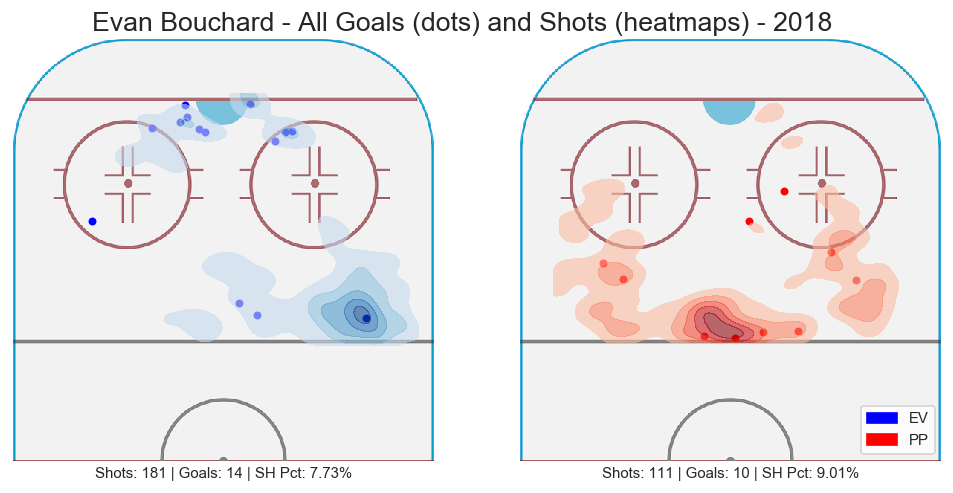 Evan Bouchard - All Goals (dots) and Shots (heatmaps) - 2018
EV
PP
Shots: 181 | Goals: 14 | SH Pct: 7.73%
Shots: 111 | Goals: 10 | SH Pct: 9.01%